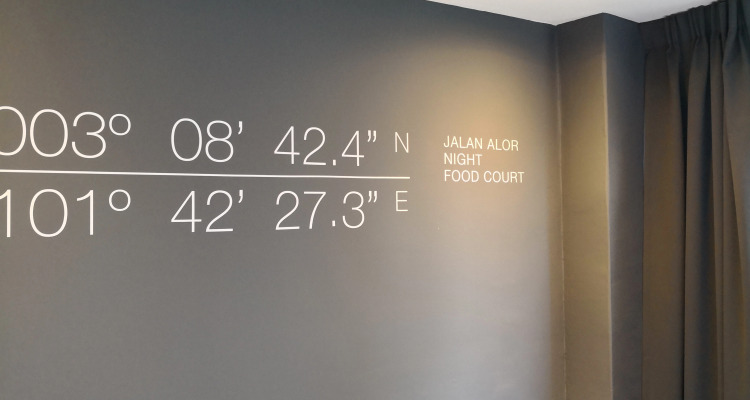 003° 08’ 42.4” N
101° 42’ 27.3” E
JALAN ALOR
NIGHT
FOOD COURT